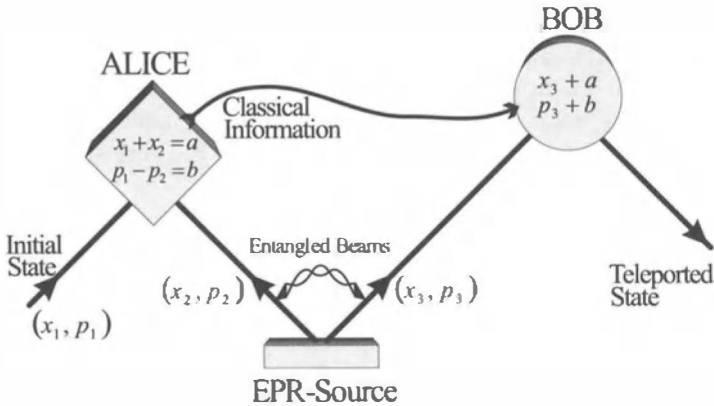 BOB
ALICE
x₃ + a
p₃ + b
Classical
Information
x₁ + x₂ = a
p₁ − p₂ = b
Initial
State
Entangled Beams
Teleported
State
(x₁, p₁)
(x₂, p₂)
(x₃, p₃)
EPR-Source